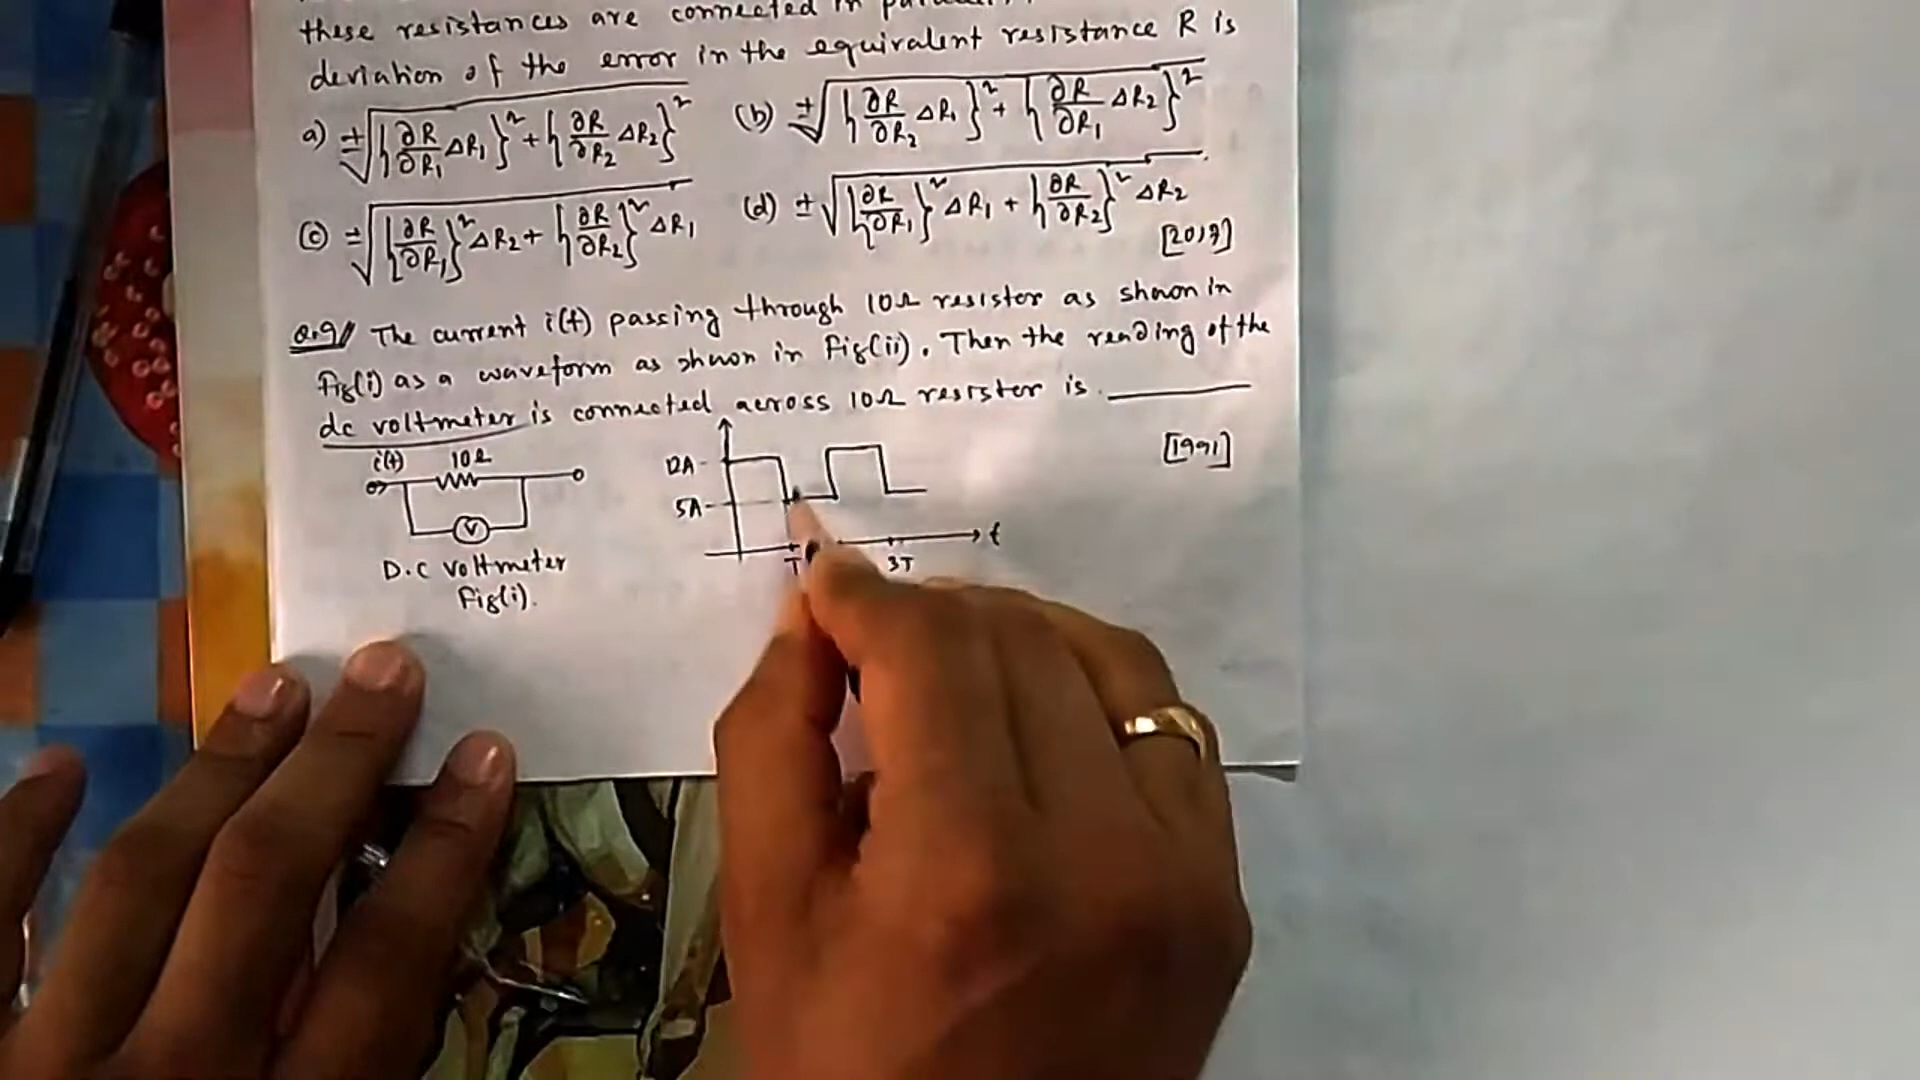 these resistances are connected in
deviation of the error in the equivalent resistance R is
a) ±√{∂R/∂R₁ ΔR₁}² + {∂R/∂R₂ ΔR₂}² (b) ±√{∂R/∂R₂ ΔR₁}² + {∂R/∂R₁ ΔR₂}²
(c) ±√{∂R/∂R₁}² ΔR₂ + {∂R/∂R₂}² ΔR₁ (d) ±√{∂R/∂R₁}² ΔR₁ + {∂R/∂R₂}² ΔR₂
[2017]
Q.9 The current i(t) passing through 10Ω resistor as shown in
Fig(i) as a waveform as shown in Fig(ii). Then the reading of the
dc voltmeter is connected across 10Ω resistor is ______
[1991]
i(t) 10Ω
V
D.C voltmeter
Fig(i).
12A
5A
T 3T t